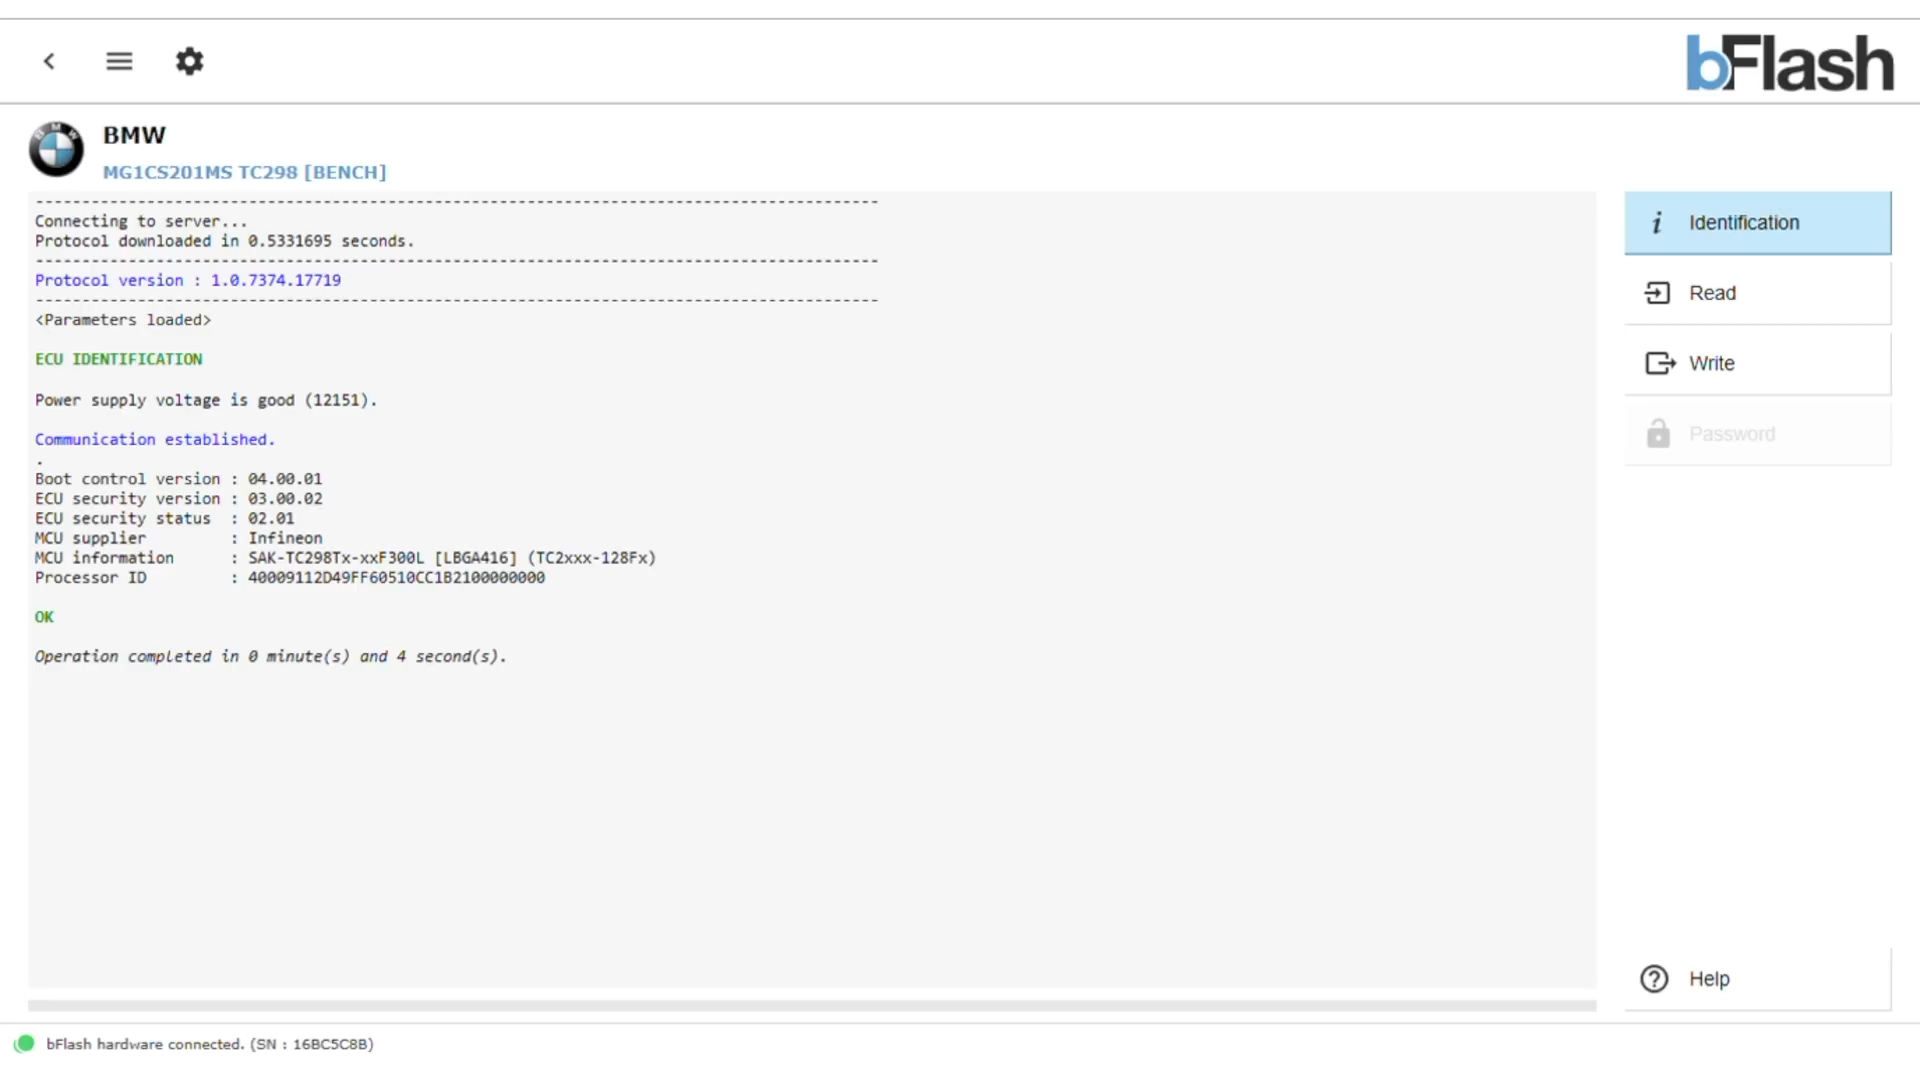 bFlash
BMW
MG1CS201MS TC298 [BENCH]
-------------------------------------------------------------------------------------------
Connecting to server...
Protocol downloaded in 0.5331695 seconds.
-------------------------------------------------------------------------------------------
Protocol version : 1.0.7374.17719
-------------------------------------------------------------------------------------------
<Parameters loaded>
ECU IDENTIFICATION
Power supply voltage is good (12151).
Communication established.
.
Boot control version : 04.00.01
ECU security version : 03.00.02
ECU security status : 02.01
MCU supplier : Infineon
MCU information : SAK-TC298Tx-xxF300L [LBGA416] (TC2xxx-128Fx)
Processor ID : 40009112D49FF60510CC1B2100000000
OK
Operation completed in 0 minute(s) and 4 second(s).
Identification
Read
Write
Password
Help
bFlash hardware connected. (SN : 16BC5C8B)